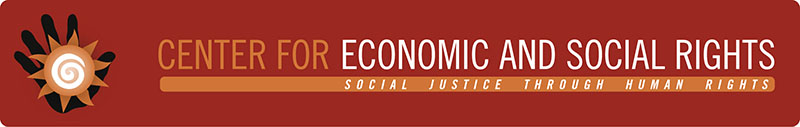 CENTER FOR ECONOMIC AND SOCIAL RIGHTS
SOCIAL JUSTICE THROUGH HUMAN RIGHTS